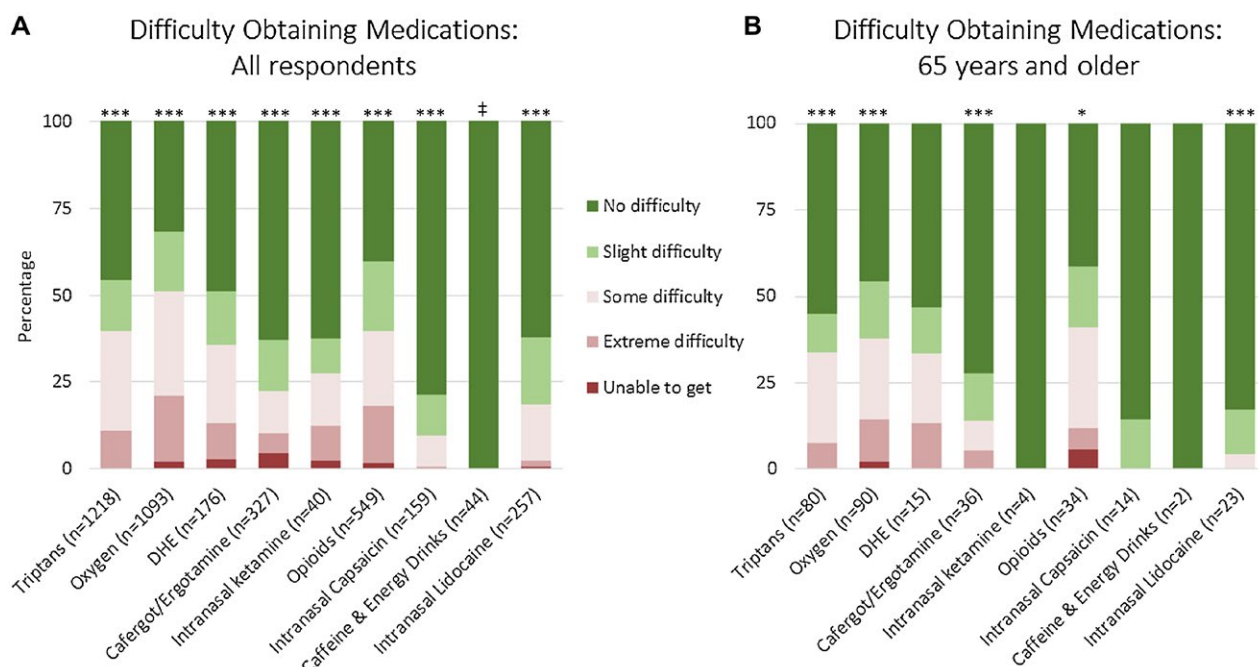 A
Difficulty Obtaining Medications:
All respondents
*** *** *** *** *** *** *** ‡ ***
100
75
50
25
0
Percentage
Triptans (n=1218)
Oxygen (n=1093)
DHE (n=176)
Cafergot/Ergotamine (n=327)
Intranasal ketamine (n=40)
Opioids (n=549)
Intranasal Capsaicin (n=159)
Caffeine & Energy Drinks (n=44)
Intranasal Lidocaine (n=257)
No difficulty
Slight difficulty
Some difficulty
Extreme difficulty
Unable to get
B
Difficulty Obtaining Medications:
65 years and older
*** *** *** * ***
100
75
50
25
0
Triptans (n=80)
Oxygen (n=90)
DHE (n=15)
Cafergot/Ergotamine (n=36)
Intranasal ketamine (n=4)
Opioids (n=34)
Intranasal Capsaicin (n=14)
Caffeine & Energy Drinks (n=2)
Intranasal Lidocaine (n=23)